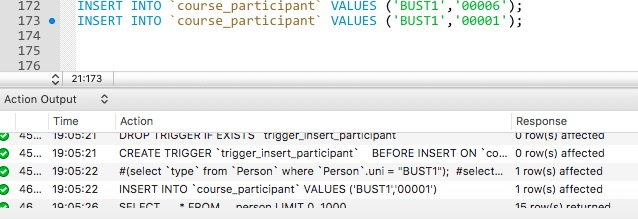 172 INSERT INTO `course_participant` VALUES ('BUST1','00006');
173 INSERT INTO `course_participant` VALUES ('BUST1','00001');
174
175
176
21:173
Action Output
Time Action Response
45... 19:05:21 DROP TRIGGER IF EXISTS `trigger_insert_participant` 0 row(s) affected
45... 19:05:21 CREATE TRIGGER `trigger_insert_participant` BEFORE INSERT ON `co... 0 row(s) affected
45... 19:05:22 #(select `type` from `Person` where `Person`.uni = "BUST1"); #selec... 1 row(s) affected
46... 19:05:22 INSERT INTO `course_participant` VALUES ('BUST1','00001') 1 row(s) affected
46... 19:05:26 SELECT * FROM person LIMIT 0, 1000 15 row(s) returned